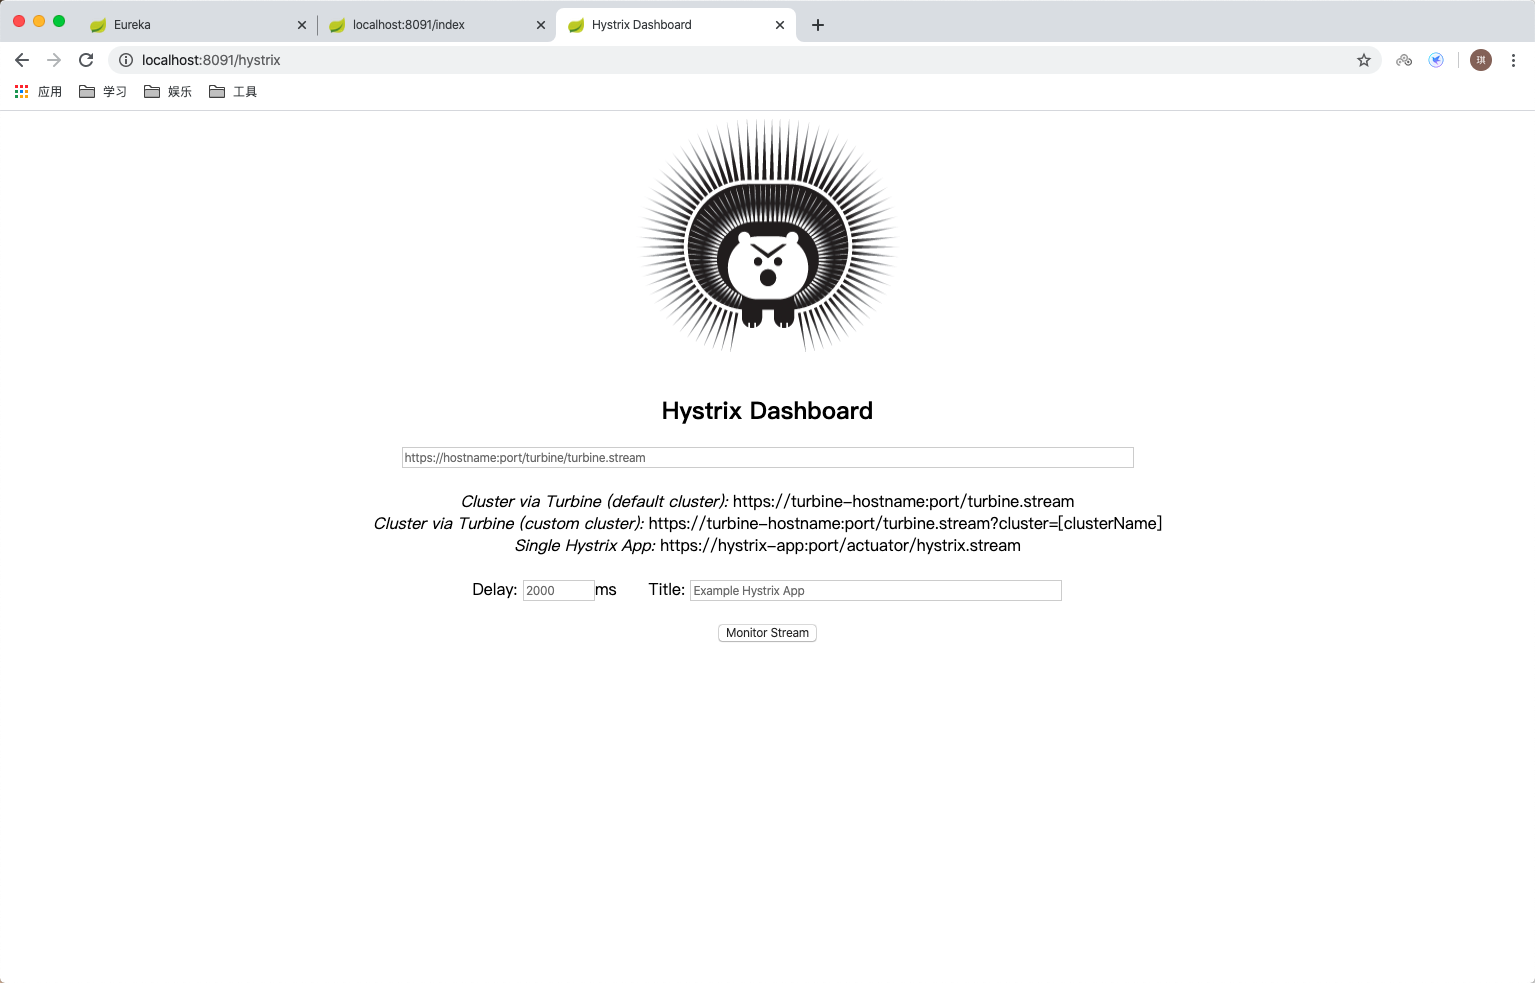 Eureka
localhost:8091/index
Hystrix Dashboard
localhost:8091/hystrix
琪
应用
学习
娱乐
工具
Hystrix Dashboard
https://hostname:port/turbine/turbine.stream
Cluster via Turbine (default cluster): https://turbine-hostname:port/turbine.stream
Cluster via Turbine (custom cluster): https://turbine-hostname:port/turbine.stream?cluster=[clusterName]
Single Hystrix App: https://hystrix-app:port/actuator/hystrix.stream
Delay: 2000 ms Title: Example Hystrix App
Monitor Stream